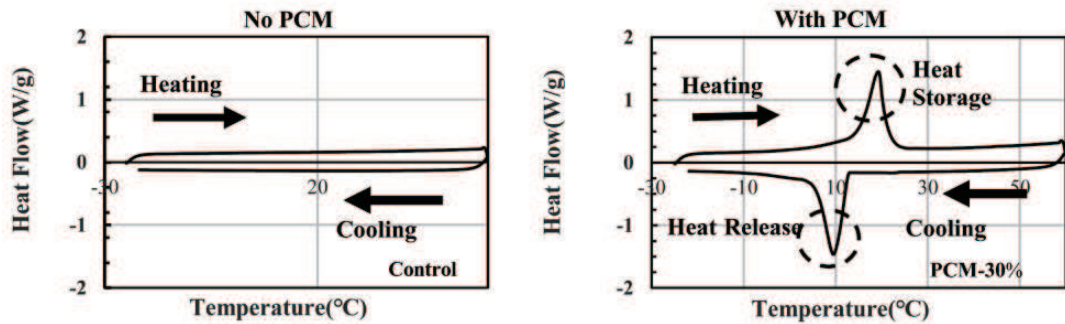 No PCM
2
1
0
-1
-2
Heat Flow(W/g)
Heating
-30
20
Cooling
Control
Temperature(°C)
With PCM
2
1
0
-1
-2
Heat Flow(W/g)
Heating
Heat
Storage
-30
-10
10
30
50
Heat Release
Cooling
PCM-30%
Temperature(°C)